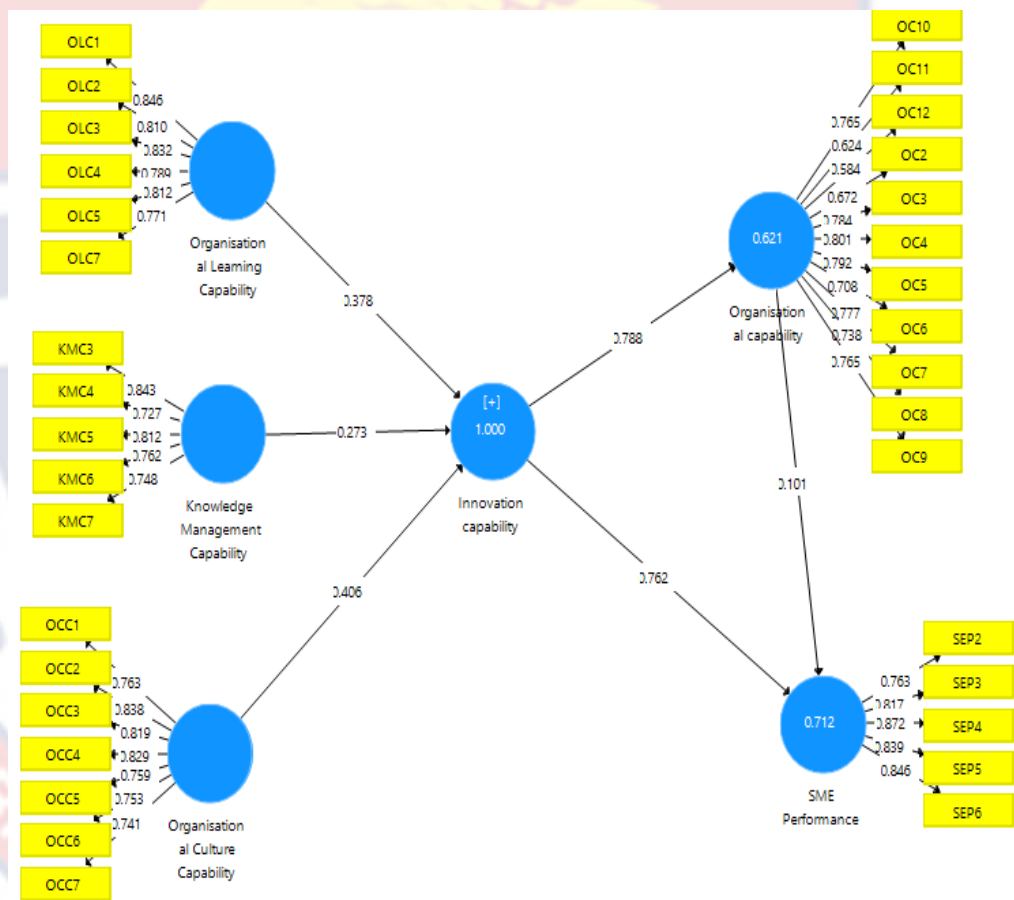 OLC1
OLC2
OLC3
OLC4
OLC5
OLC7
0.846
0.810
0.832
0.789
0.812
0.771
Organisation
al Learning
Capability
0.378
KMC3
KMC4
KMC5
KMC6
KMC7
0.843
0.727
0.812
0.762
0.748
Knowledge
Management
Capability
0.273
OCC1
OCC2
OCC3
OCC4
OCC5
OCC6
OCC7
0.763
0.838
0.819
0.829
0.759
0.753
0.741
Organisation
al Culture
Capability
0.406
[+]
1.000
Innovation
capability
0.788
0.762
0.621
Organisation
al capability
0.101
0.765
0.624
0.584
0.672
0.784
0.801
0.792
0.708
0.777
0.738
0.765
OC10
OC11
OC12
OC2
OC3
OC4
OC5
OC6
OC7
OC8
OC9
0.712
SME
Performance
0.763
0.817
0.872
0.839
0.846
SEP2
SEP3
SEP4
SEP5
SEP6